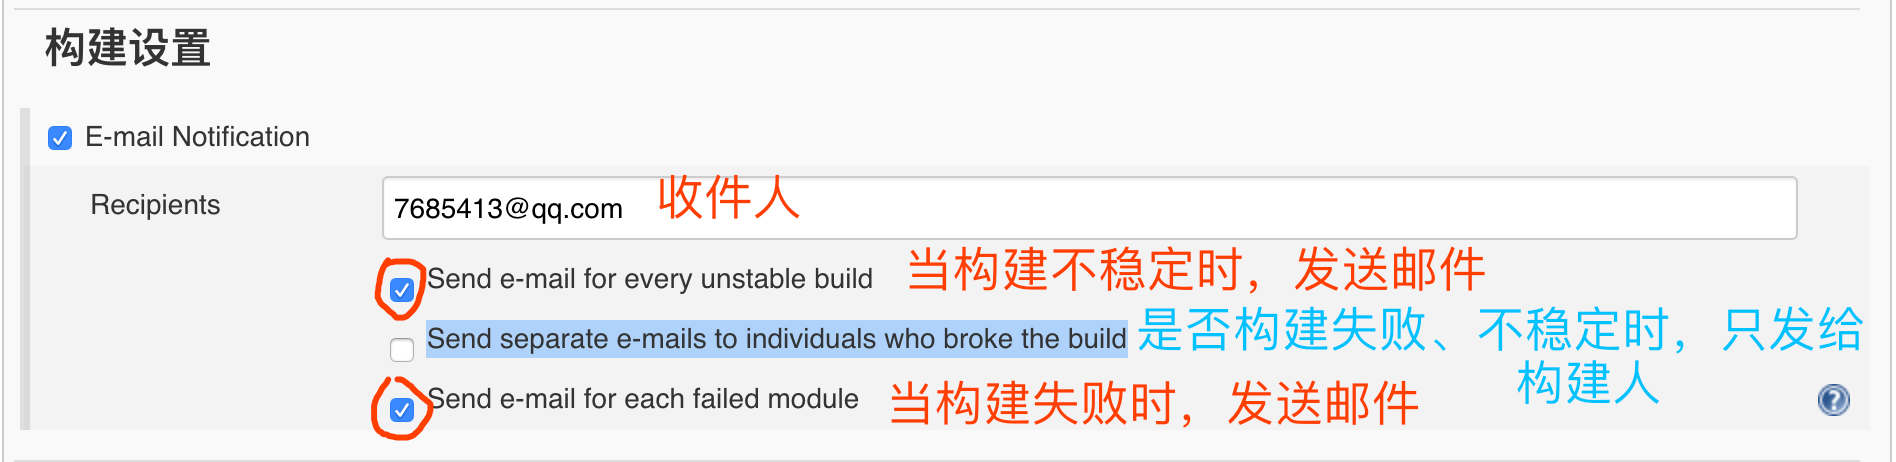 构建设置
E-mail Notification
Recipients 7685413@qq.com 收件人
Send e-mail for every unstable build 当构建不稳定时，发送邮件
Send separate e-mails to individuals who broke the build 是否构建失败、不稳定时，只发给
构建人
Send e-mail for each failed module 当构建失败时，发送邮件
?